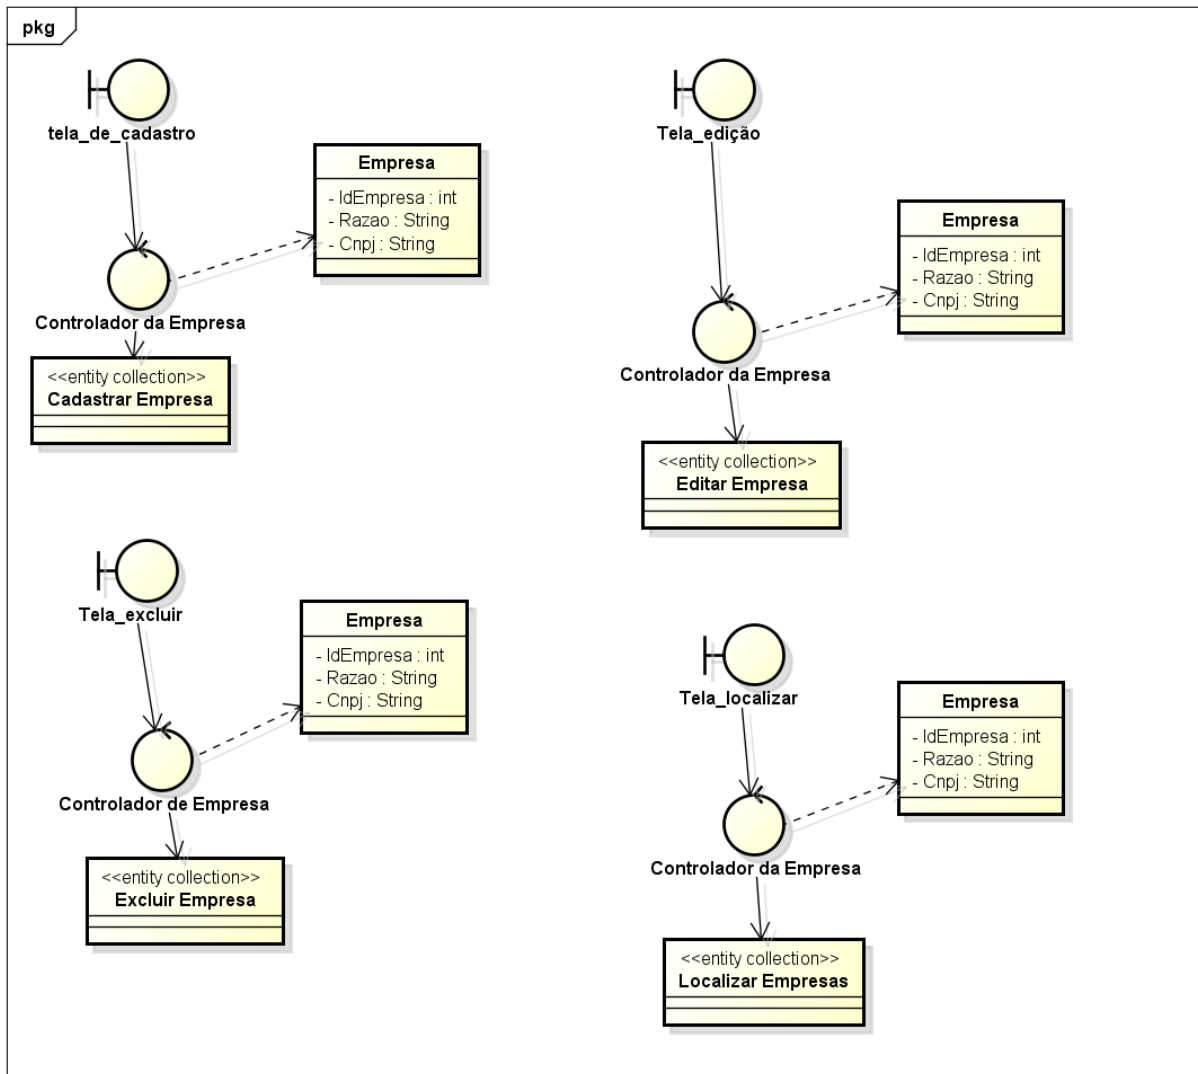 pkg
tela_de_cadastro
Empresa
- IdEmpresa : int
- Razao : String
- Cnpj : String
Controlador da Empresa
<<entity collection>>
Cadastrar Empresa
Tela_edição
Empresa
- IdEmpresa : int
- Razao : String
- Cnpj : String
Controlador da Empresa
<<entity collection>>
Editar Empresa
Tela_excluir
Empresa
- IdEmpresa : int
- Razao : String
- Cnpj : String
Controlador de Empresa
<<entity collection>>
Excluir Empresa
Tela_localizar
Empresa
- IdEmpresa : int
- Razao : String
- Cnpj : String
Controlador da Empresa
<<entity collection>>
Localizar Empresas